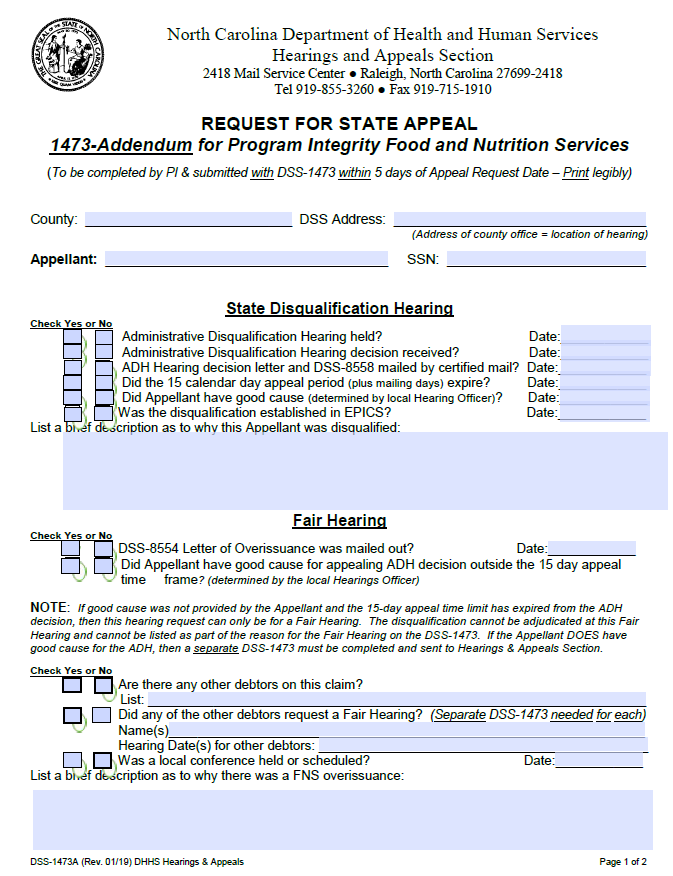 North Carolina Department of Health and Human Services
Hearings and Appeals Section
2418 Mail Service Center ● Raleigh, North Carolina 27699-2418
Tel 919-855-3260 ● Fax 919-715-1910
REQUEST FOR STATE APPEAL
1473-Addendum for Program Integrity Food and Nutrition Services
(To be completed by PI & submitted with DSS-1473 within 5 days of Appeal Request Date – Print legibly)
County: DSS Address:
(Address of county office = location of hearing)
Appellant: SSN:
State Disqualification Hearing
Check Yes or No
Administrative Disqualification Hearing held? Date:
Administrative Disqualification Hearing decision received? Date:
ADH Hearing decision letter and DSS-8558 mailed by certified mail? Date:
Did the 15 calendar day appeal period (plus mailing days) expire? Date:
Did Appellant have good cause (determined by local Hearing Officer)? Date:
Was the disqualification established in EPICS? Date:
List a brief description as to why this Appellant was disqualified:
Fair Hearing
Check Yes or No
DSS-8554 Letter of Overissuance was mailed out? Date:
Did Appellant have good cause for appealing ADH decision outside the 15 day appeal
time frame? (determined by the local Hearings Officer)
NOTE: If good cause was not provided by the Appellant and the 15-day appeal time limit has expired from the ADH
decision, then this hearing request can only be for a Fair Hearing. The disqualification cannot be adjudicated at this Fair
Hearing and cannot be listed as part of the reason for the Fair Hearing on the DSS-1473. If the Appellant DOES have
good cause for the ADH, then a separate DSS-1473 must be completed and sent to Hearings & Appeals Section.
Check Yes or No
Are there any other debtors on this claim?
List:
Did any of the other debtors request a Fair Hearing? (Separate DSS-1473 needed for each)
Name(s)
Hearing Date(s) for other debtors:
Was a local conference held or scheduled? Date:
List a brief description as to why there was a FNS overissuance:
DSS-1473A (Rev. 01/19) DHHS Hearings & Appeals Page 1 of 2